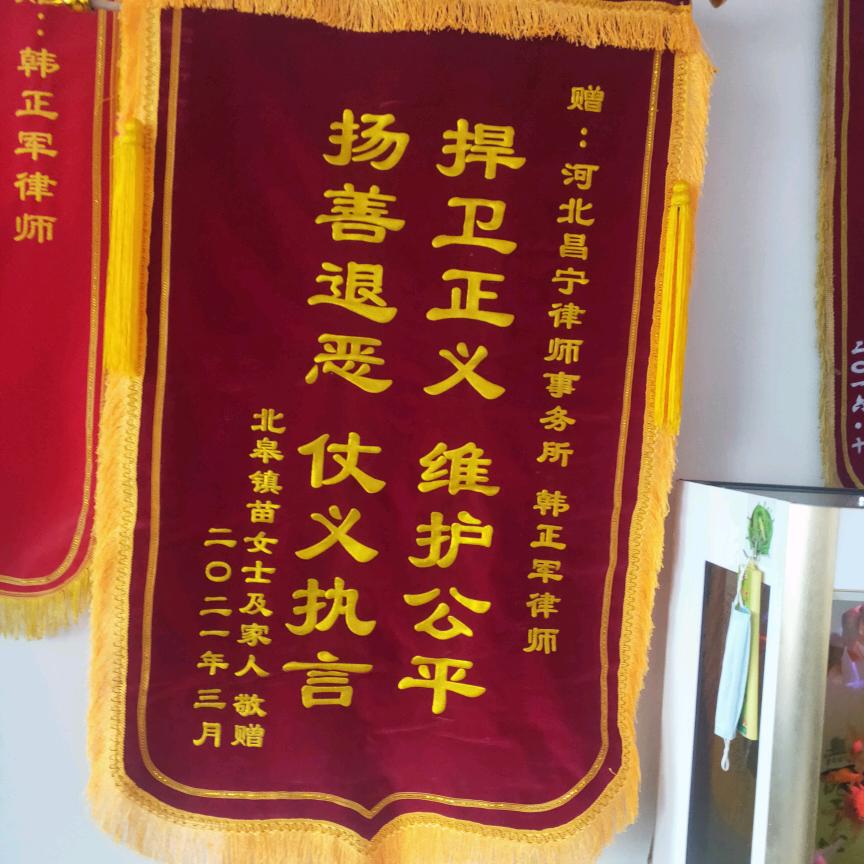 赠：河北昌宁律师事务所 韩正军律师
捍卫正义 维护公平
扬善退恶 仗义执言
北皋镇苗女士及家人 敬赠
二〇二一年三月
：韩正军律师